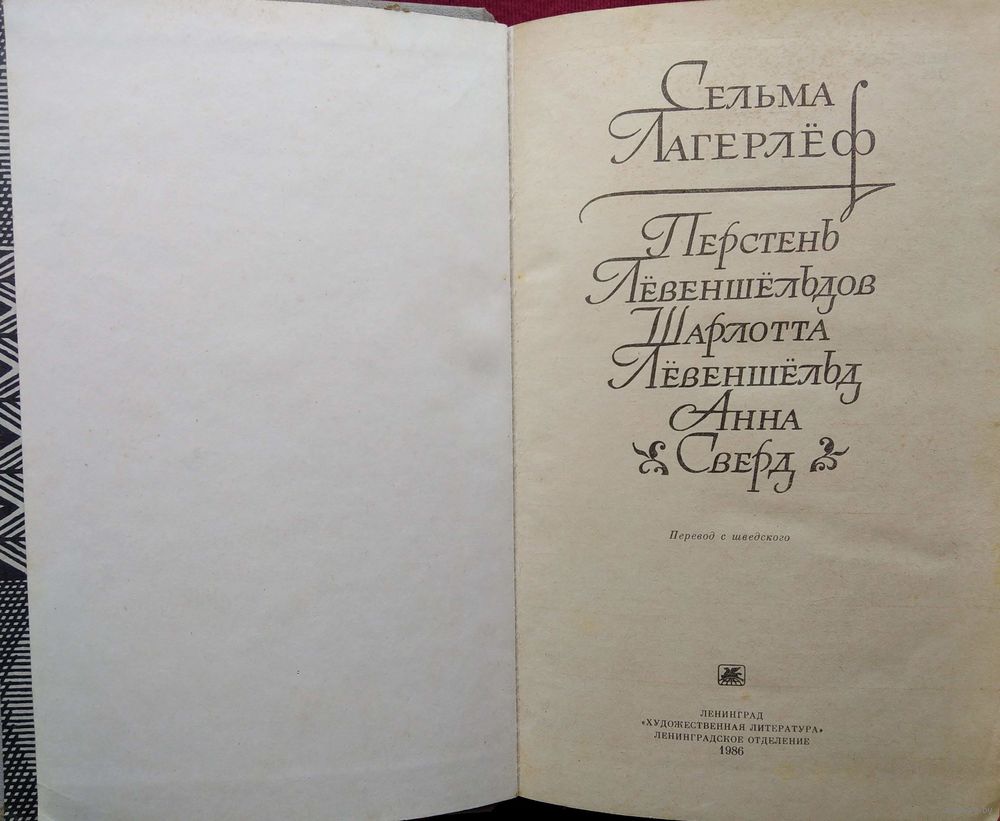 Сельма
Лагерлёф
Перстень
Лёвеншёльдов
Шарлотта
Лёвеншёльд
Анна
Сверд
Перевод с шведского
ЛЕНИНГРАД
«ХУДОЖЕСТВЕННАЯ ЛИТЕРАТУРА»
ЛЕНИНГРАДСКОЕ ОТДЕЛЕНИЕ
1986